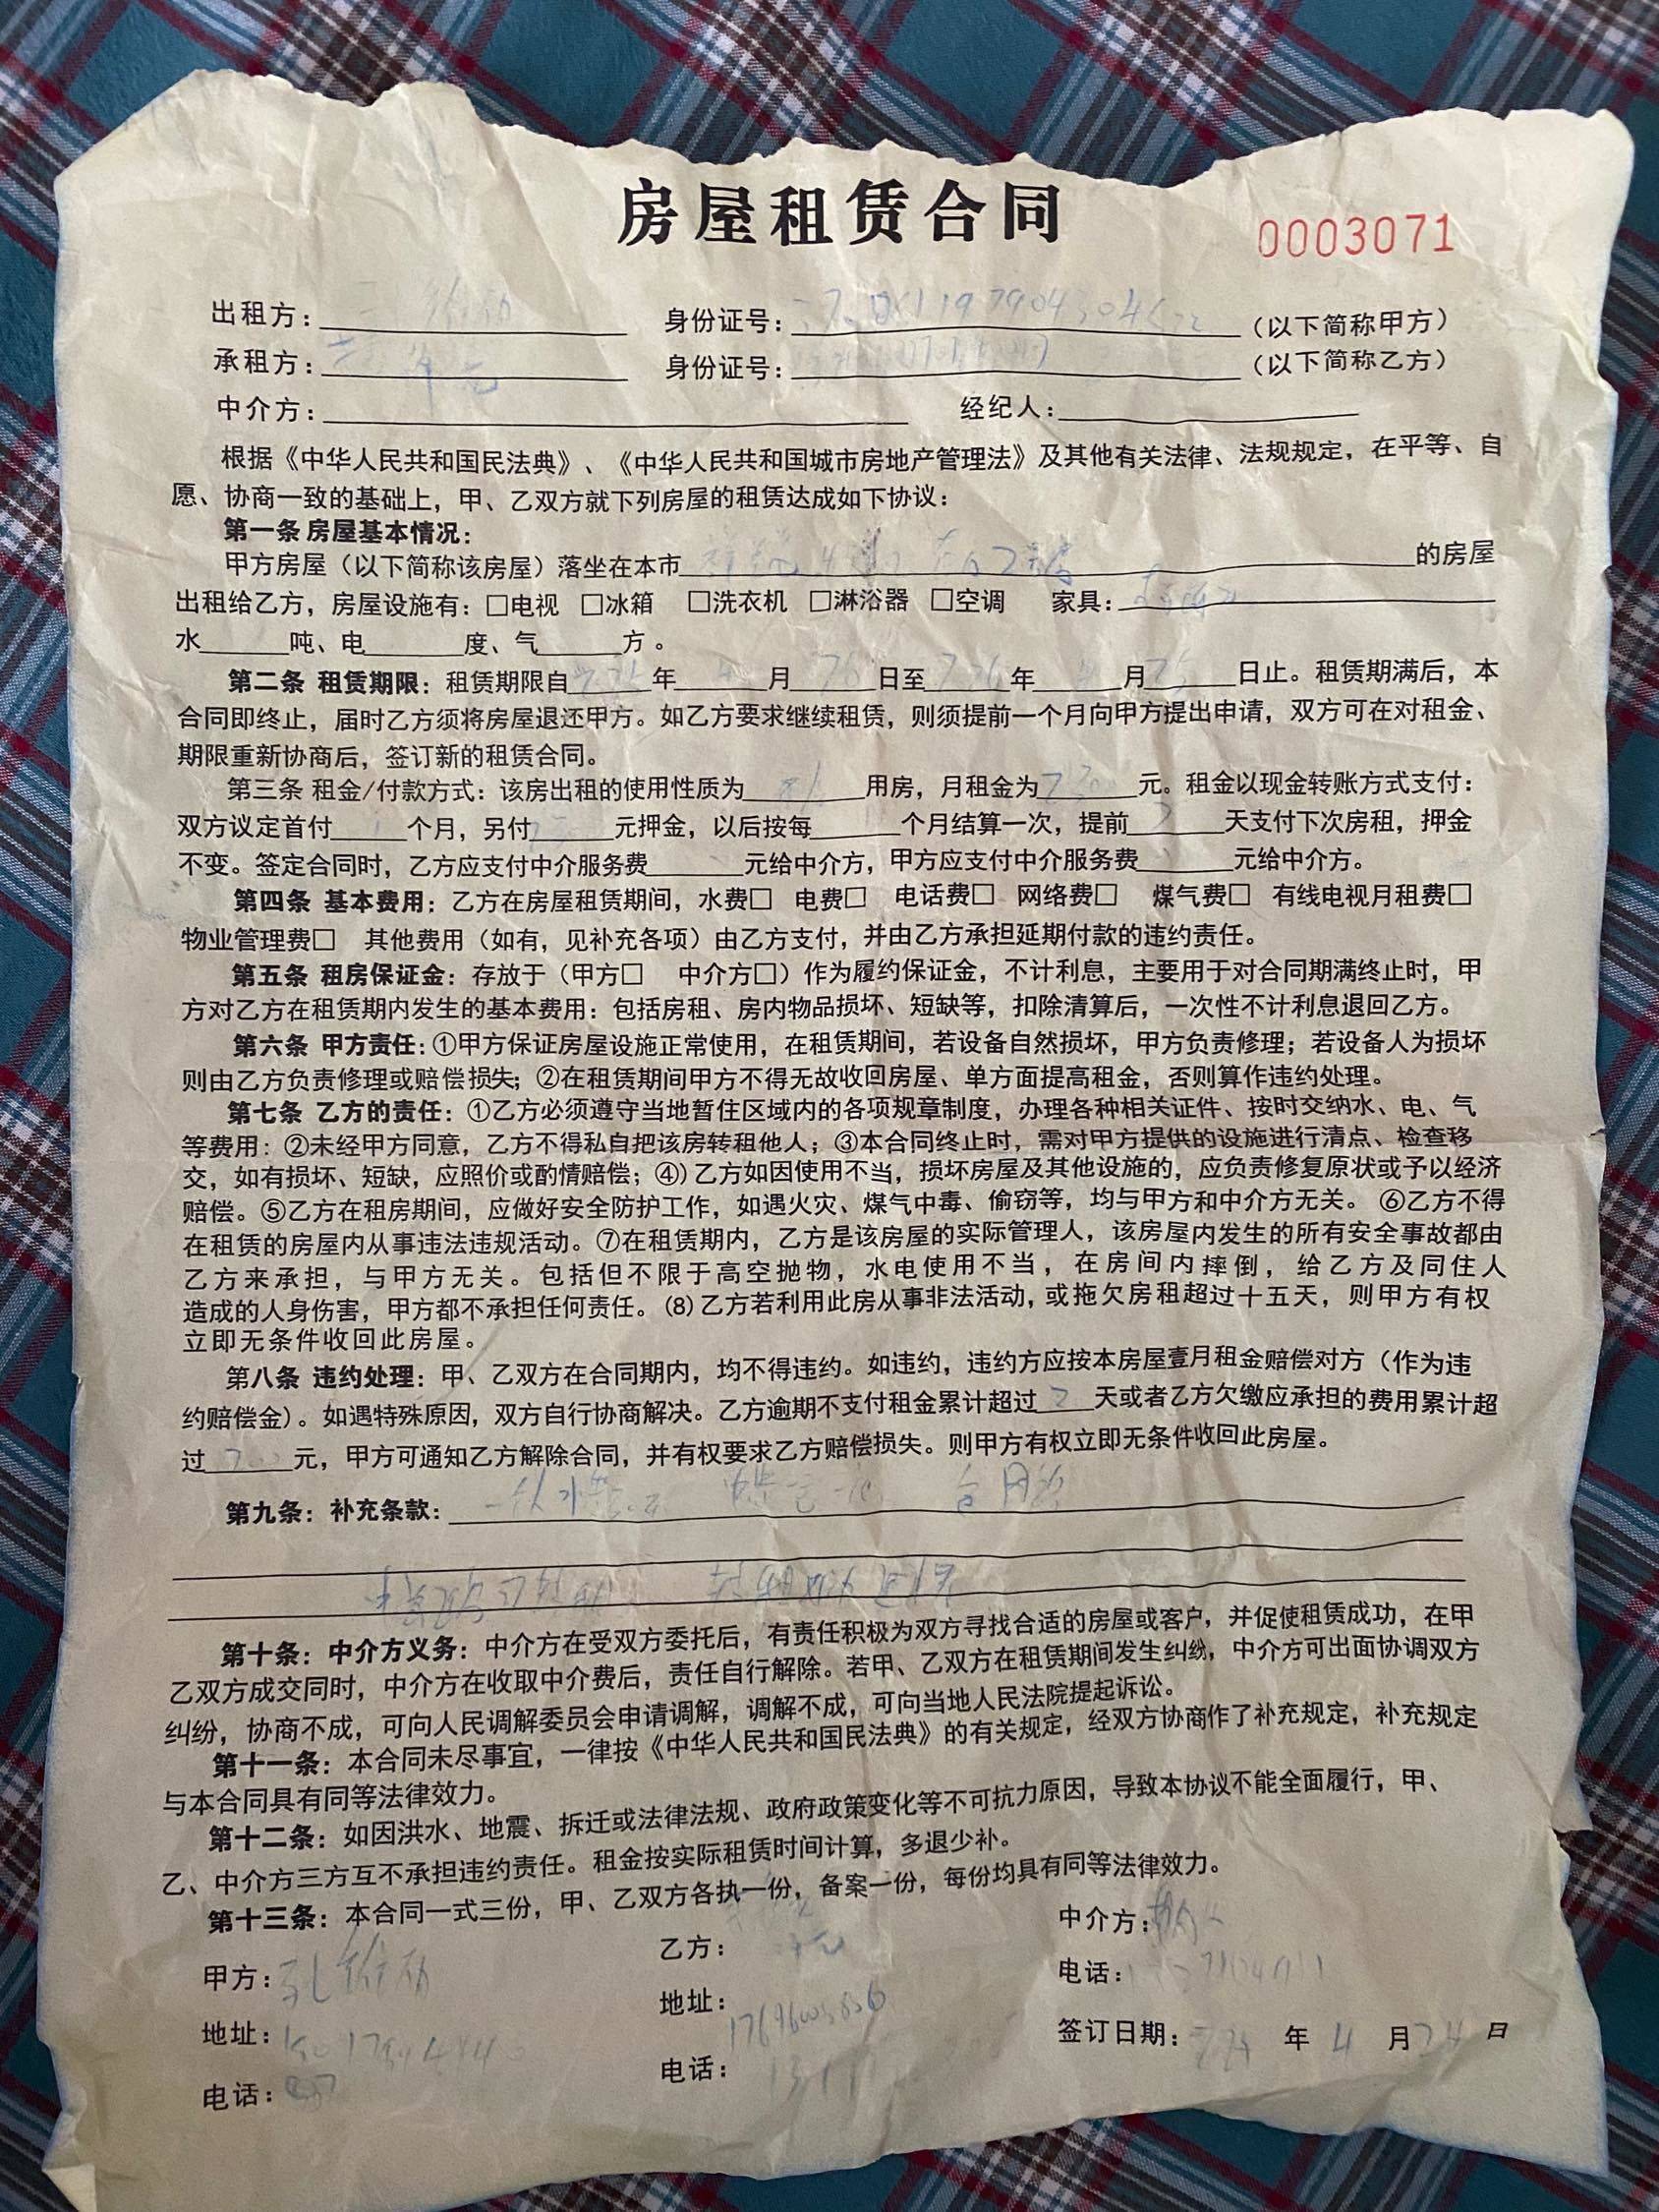 房屋租赁合同
0003071
出租方： 身份证号： （以下简称甲方）
承租方： 身份证号： （以下简称乙方）
中介方： 经纪人：
根据《中华人民共和国民法典》、《中华人民共和国城市房地产管理法》及其他有关法律、法规规定，在平等、自
愿、协商一致的基础上，甲、乙双方就下列房屋的租赁达成如下协议：
第一条 房屋基本情况：
甲方房屋（以下简称该房屋）落坐在本市 的房屋
出租给乙方，房屋设施有：□电视 □冰箱 □洗衣机 □淋浴器 □空调 家具：
水 吨、电 度、气 方。
第二条 租赁期限：租赁期限自 年 月 日至 年 月 日止。租赁期满后，本
合同即终止，届时乙方须将房屋退还甲方。如乙方要求继续租赁，则须提前一个月向甲方提出申请，双方可在对租金、
期限重新协商后，签订新的租赁合同。
第三条 租金/付款方式：该房出租的使用性质为 用房，月租金为 元。租金以现金转账方式支付：
双方议定首付 个月，另付 元押金，以后按每 个月结算一次，提前 天支付下次房租，押金
不变。签定合同时，乙方应支付中介服务费 元给中介方，甲方应支付中介服务费 元给中介方。
第四条 基本费用：乙方在房屋租赁期间，水费□ 电费□ 电话费□ 网络费□ 煤气费□ 有线电视月租费□
物业管理费□ 其他费用（如有，见补充各项）由乙方支付，并由乙方承担延期付款的违约责任。
第五条 租房保证金：存放于（甲方□ 中介方□）作为履约保证金，不计利息，主要用于对合同期满终止时，甲
方对乙方在租赁期内发生的基本费用：包括房租、房内物品损坏、短缺等，扣除清算后，一次性不计利息退回乙方。
第六条 甲方责任：①甲方保证房屋设施正常使用，在租赁期间，若设备自然损坏，甲方负责修理；若设备人为损坏
则由乙方负责修理或赔偿损失；②在租赁期间甲方不得无故收回房屋、单方面提高租金，否则算作违约处理。
第七条 乙方的责任：①乙方必须遵守当地暂住区域内的各项规章制度，办理各种相关证件、按时交纳水、电、气
等费用：②未经甲方同意，乙方不得私自把该房转租他人；③本合同终止时，需对甲方提供的设施进行清点、检查移
交，如有损坏、短缺，应照价或酌情赔偿；④）乙方如因使用不当，损坏房屋及其他设施的，应负责修复原状或予以经济
赔偿。⑤乙方在租房期间，应做好安全防护工作，如遇火灾、煤气中毒、偷窃等，均与甲方和中介方无关。⑥乙方不得
在租赁的房屋内从事违法违规活动。⑦在租赁期内，乙方是该房屋的实际管理人，该房屋内发生的所有安全事故都由
乙方来承担，与甲方无关。包括但不限于高空抛物，水电使用不当，在房间内摔倒，给乙方及同住人
造成的人身伤害，甲方都不承担任何责任。(8)乙方若利用此房从事非法活动，或拖欠房租超过十五天，则甲方有权
立即无条件收回此房屋。
第八条 违约处理：甲、乙双方在合同期内，均不得违约。如违约，违约方应按本房屋壹月租金赔偿对方（作为违
约赔偿金）。如遇特殊原因，双方自行协商解决。乙方逾期不支付租金累计超过 天或者乙方欠缴应承担的费用累计超
过 元，甲方可通知乙方解除合同，并有权要求乙方赔偿损失。则甲方有权立即无条件收回此房屋。
第九条：补充条款：
第十条：中介方义务：中介方在受双方委托后，有责任积极为双方寻找合适的房屋或客户，并促使租赁成功，在甲
乙双方成交同时，中介方在收取中介费后，责任自行解除。若甲、乙双方在租赁期间发生纠纷，中介方可出面协调双方
纠纷，协商不成，可向人民调解委员会申请调解，调解不成，可向当地人民法院提起诉讼。
第十一条：本合同未尽事宜，一律按《中华人民共和国民法典》的有关规定，经双方协商作了补充规定，补充规定
与本合同具有同等法律效力。
第十二条：如因洪水、地震、拆迁或法律法规、政府政策变化等不可抗力原因，导致本协议不能全面履行，甲、
乙、中介方三方互不承担违约责任。租金按实际租赁时间计算，多退少补。
第十三条：本合同一式三份，甲、乙双方各执一份，备案一份，每份均具有同等法律效力。
甲方： 乙方： 中介方：
地址： 地址： 电话：
电话： 电话： 签订日期： 年 4 月 24 日